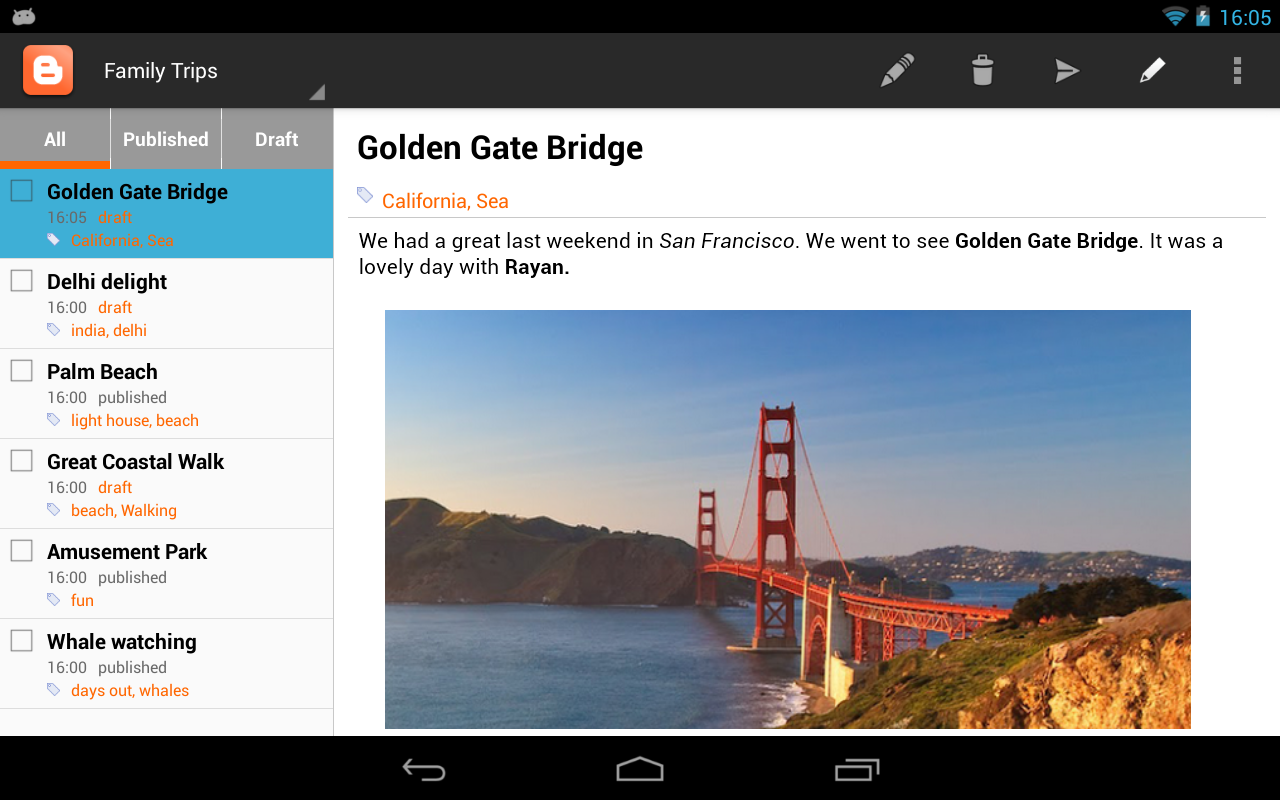 16:05
Family Trips
All
Published
Draft
Golden Gate Bridge
16:05 draft
California, Sea
Delhi delight
16:00 draft
india, delhi
Palm Beach
16:00 published
light house, beach
Great Coastal Walk
16:00 draft
beach, Walking
Amusement Park
16:00 published
fun
Whale watching
16:00 published
days out, whales
Golden Gate Bridge
California, Sea
We had a great last weekend in San Francisco. We went to see Golden Gate Bridge. It was a
lovely day with Rayan.